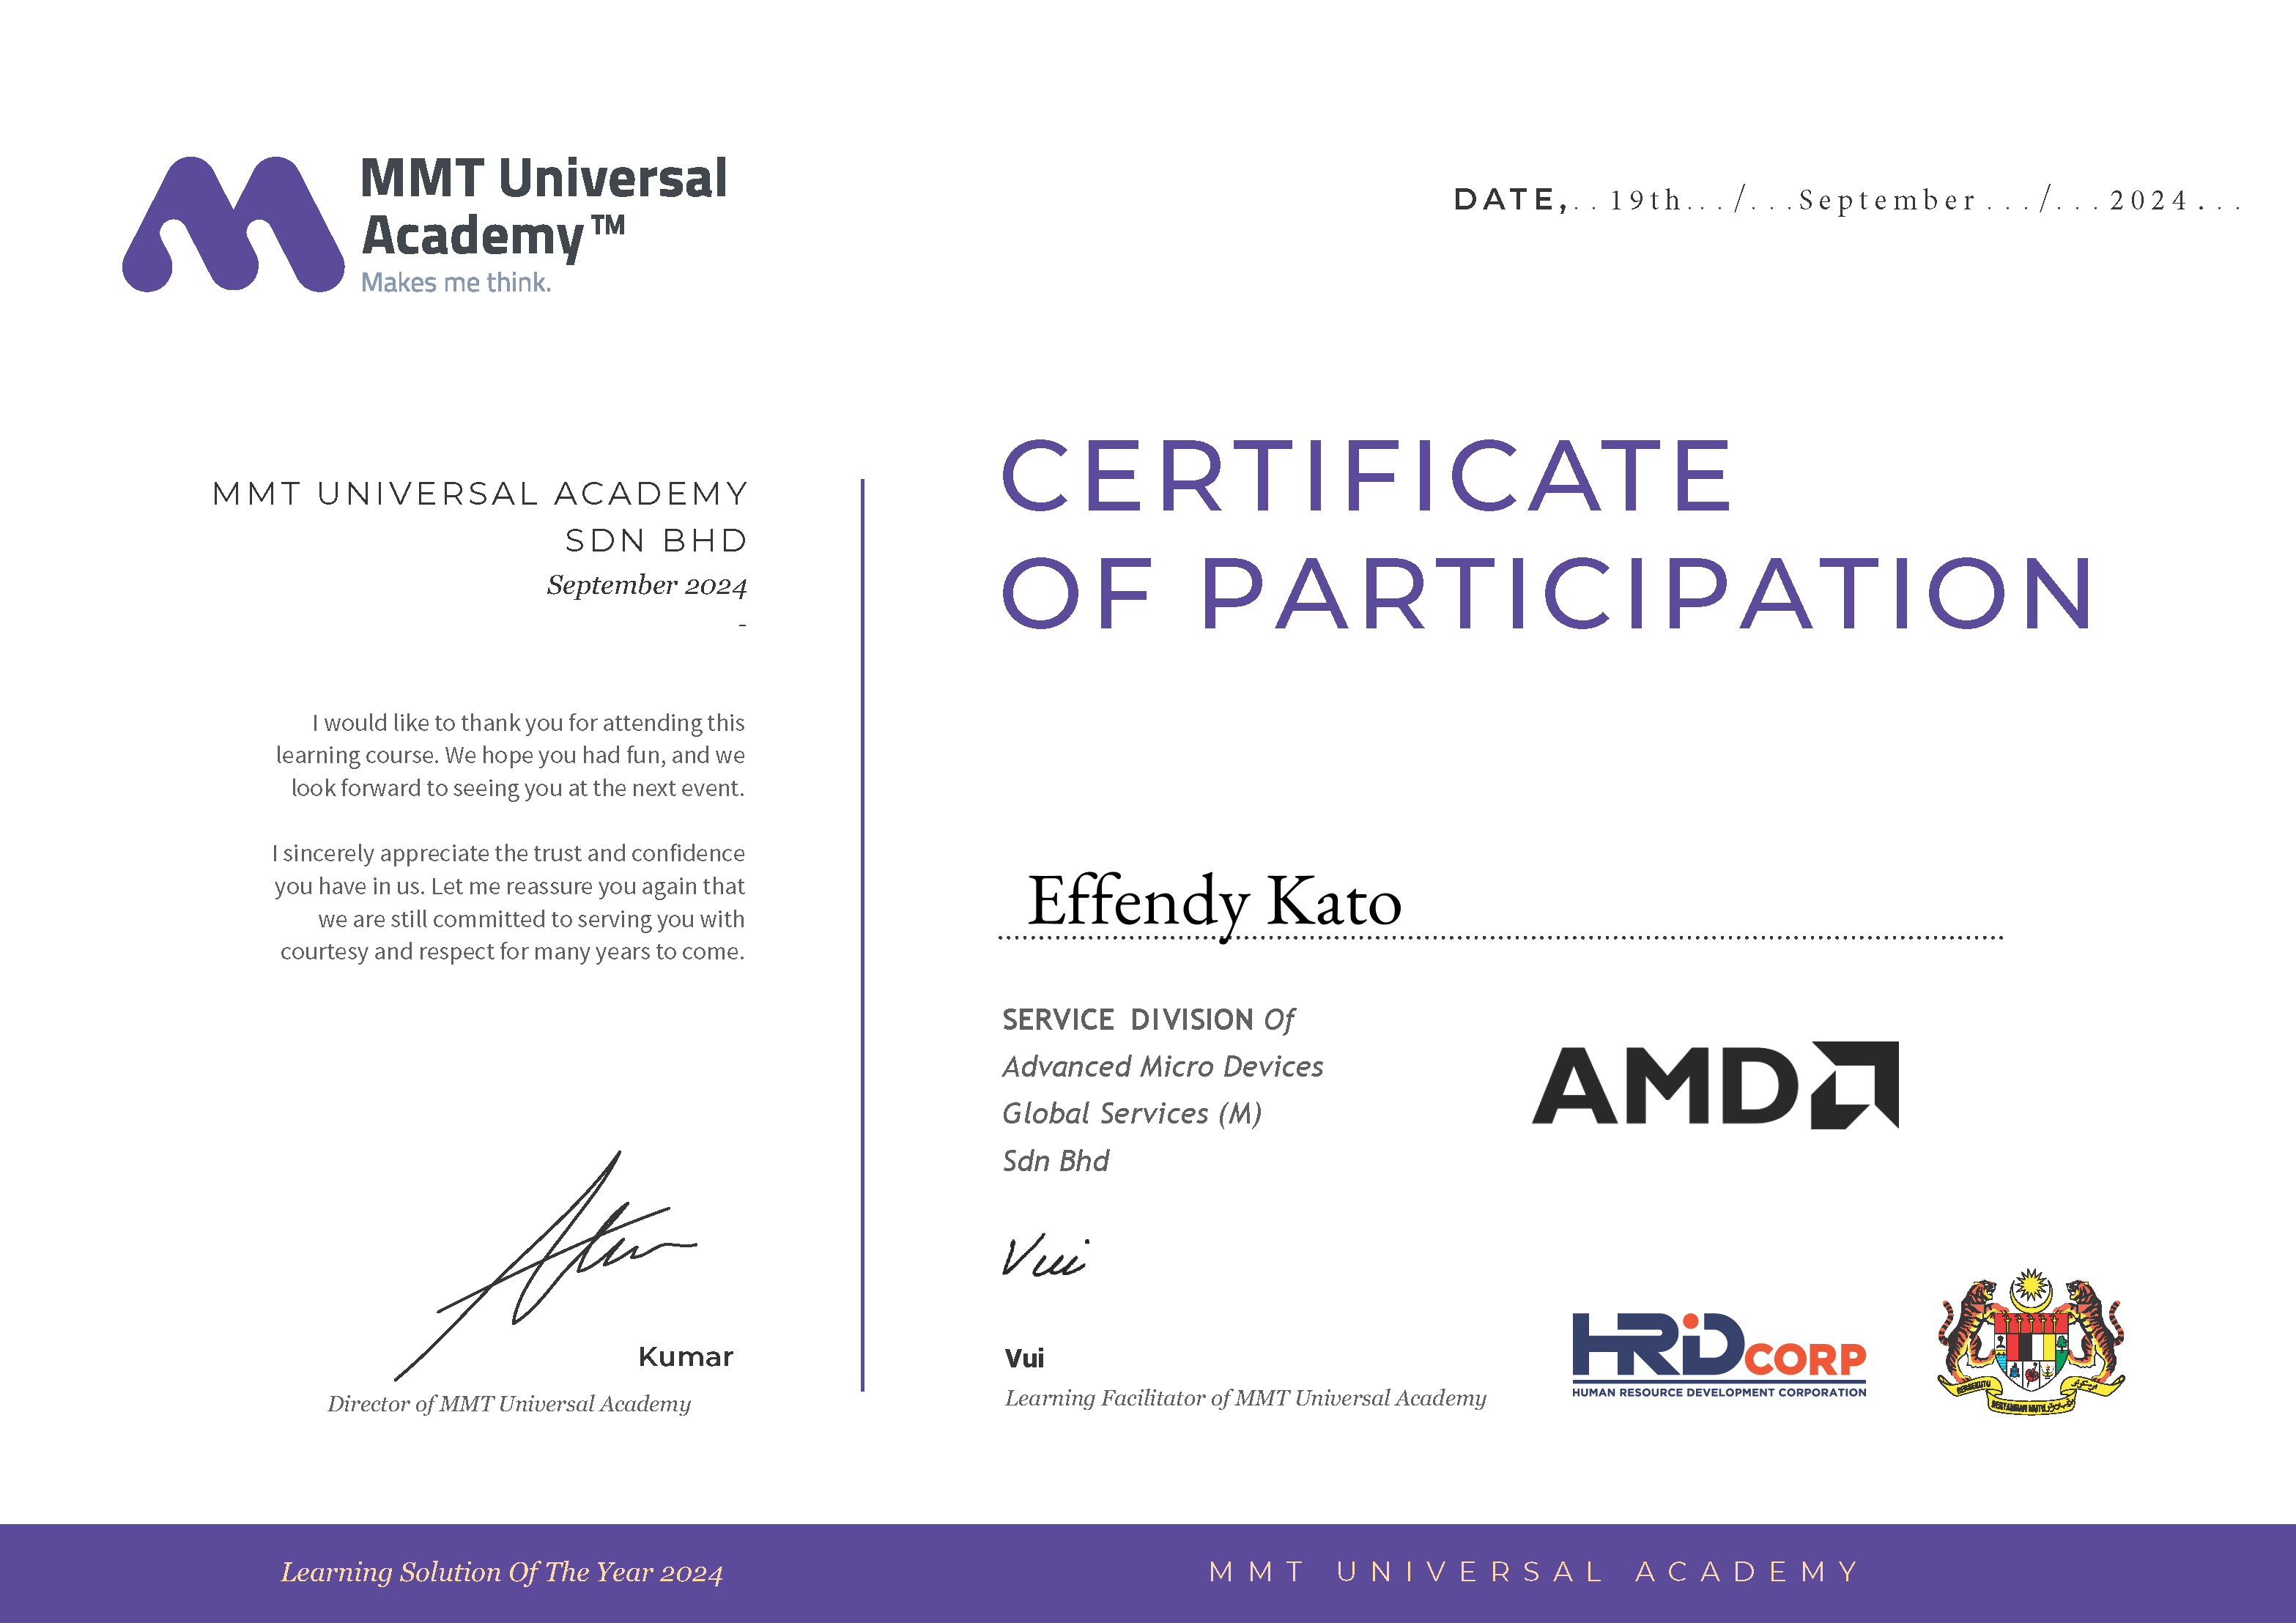 MMT Universal
Academy™
Makes me think.
DATE,. . 19th. . . / . . . September . . . / . . . 2024 . . .
MMT UNIVERSAL ACADEMY
SDN BHD
September 2024
-
I would like to thank you for attending this
learning course. We hope you had fun, and we
look forward to seeing you at the next event.
I sincerely appreciate the trust and confidence
you have in us. Let me reassure you again that
we are still committed to serving you with
courtesy and respect for many years to come.
Kumar
Director of MMT Universal Academy
CERTIFICATE
OF PARTICIPATION
Effendy Kato
SERVICE DIVISION Of
Advanced Micro Devices
Global Services (M)
Sdn Bhd
AMD
Vui
Vui
Learning Facilitator of MMT Universal Academy
HRD CORP
HUMAN RESOURCE DEVELOPMENT CORPORATION
BERSEKUTU
BERTAMBAH MUTU
Learning Solution Of The Year 2024
MMT UNIVERSAL ACADEMY